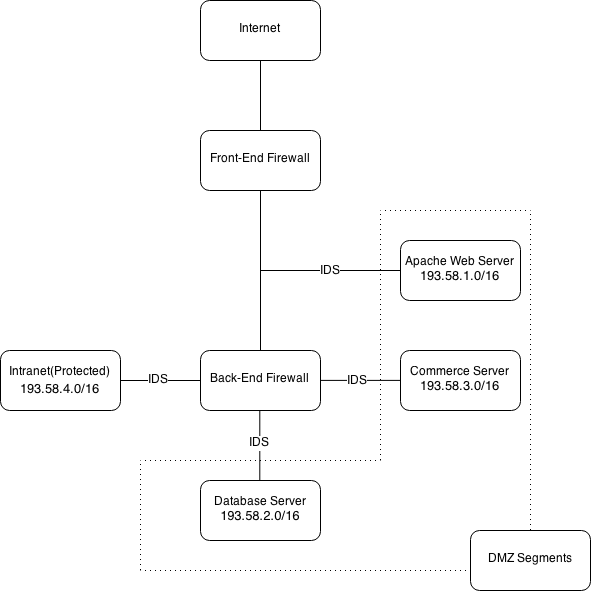 Internet
Front-End Firewall
IDS
Apache Web Server
193.58.1.0/16
Intranet(Protected)
193.58.4.0/16
IDS
Back-End Firewall
IDS
Commerce Server
193.58.3.0/16
IDS
Database Server
193.58.2.0/16
DMZ Segments